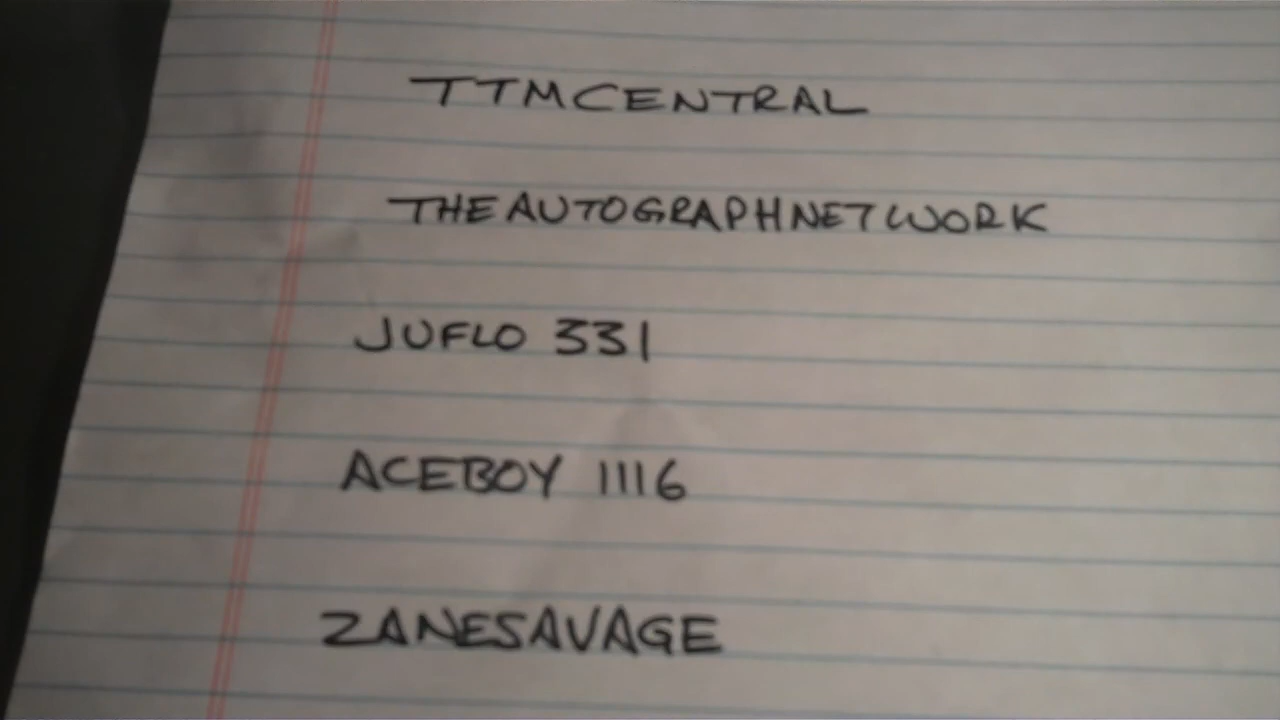 TTMCENTRAL
THEAUTOGRAPHNETWORK
JUFLO 331
ACEBOY 1116
ZANESAVAGE